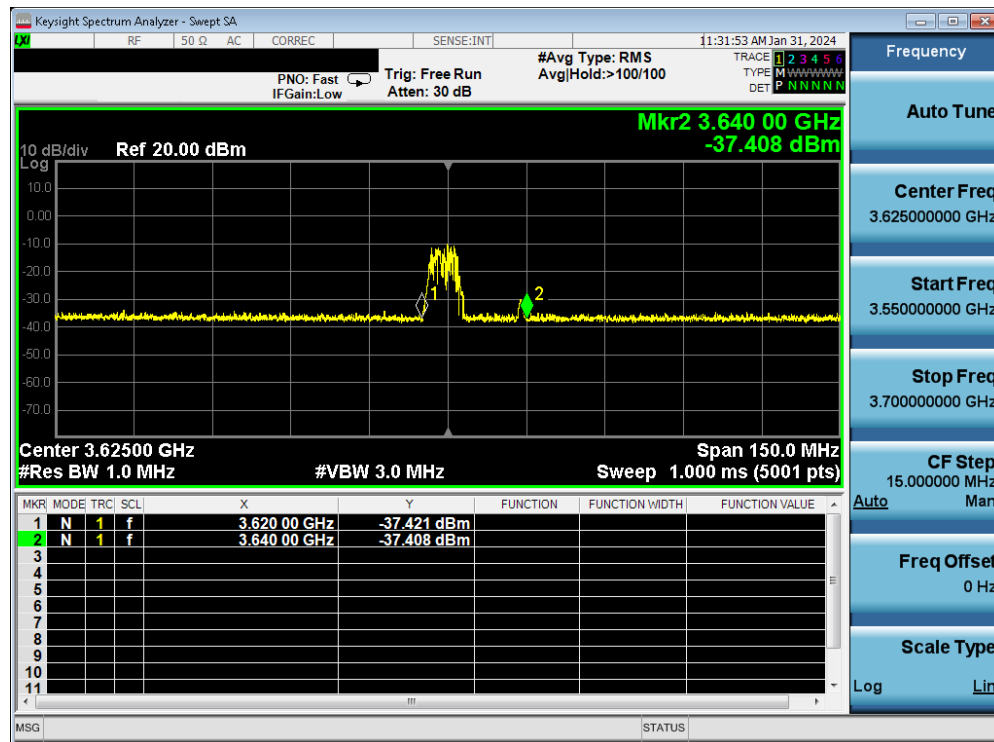 Keysight Spectrum Analyzer - Swept SA
LXI RF 50 Ω AC CORREC SENSE:INT 11:31:53 AM Jan 31, 2024
Frequency
PNO: Fast
IFGain:Low
Trig: Free Run
Atten: 30 dB
#Avg Type: RMS
Avg|Hold:>100/100
TRACE 1 2 3 4 5 6
TYPE M WWWWW
DET P N N N N N
Auto Tune
Mkr2 3.640 00 GHz
-37.408 dBm
10 dB/div Ref 20.00 dBm
Log
10.0
0.00
-10.0
-20.0
-30.0
-40.0
-50.0
-60.0
-70.0
1
2
Center 3.62500 GHz Span 150.0 MHz
#Res BW 1.0 MHz #VBW 3.0 MHz Sweep 1.000 ms (5001 pts)
Center Freq
3.625000000 GHz
Start Freq
3.550000000 GHz
Stop Freq
3.700000000 GHz
CF Step
15.000000 MHz
Auto Man
Freq Offset
0 Hz
Scale Type
Log Lin
MKR MODE TRC SCL X Y FUNCTION FUNCTION WIDTH FUNCTION VALUE
1 N 1 f 3.620 00 GHz -37.421 dBm
2 N 1 f 3.640 00 GHz -37.408 dBm
3
4
5
6
7
8
9
10
11
MSG STATUS